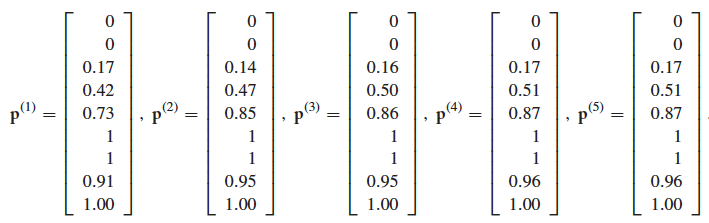 0 0 0 0 0
0 0 0 0 0
0.17 0.14 0.16 0.17 0.17
0.42 0.47 0.50 0.51 0.51
p(1) = 0.73 , p(2) = 0.85 , p(3) = 0.86 , p(4) = 0.87 , p(5) = 0.87 .
1 1 1 1 1
1 1 1 1 1
0.91 0.95 0.95 0.96 0.96
1.00 1.00 1.00 1.00 1.00